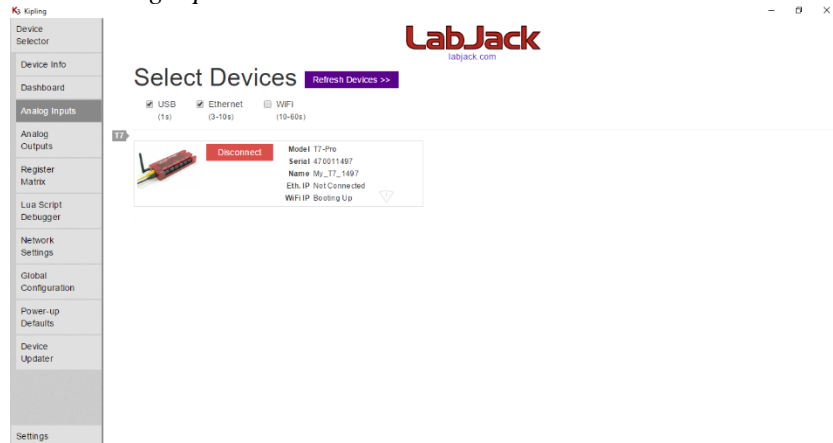 K3 Kipling
Device
Selector
Device Info
Dashboard
Analog Inputs
Analog
Outputs
Register
Matrix
Lua Script
Debugger
Network
Settings
Global
Configuration
Power-up
Defaults
Device
Updater
Settings
LabJack
labjack.com
Select Devices Refresh Devices >>
USB Ethernet WiFi
(1s) (3-10s) (10-60s)
T7
Disconnect
Model T7-Pro
Serial 470011497
Name My_T7_1497
Eth. IP Not Connected
WiFi IP Booting Up